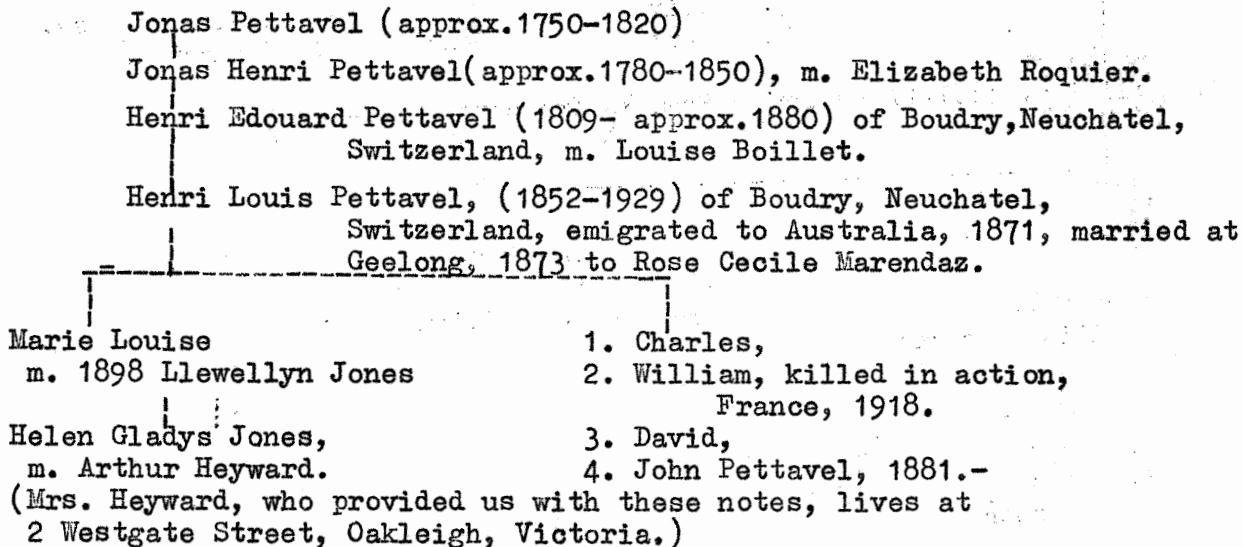 Jonas Pettavel (approx.1750-1820)
Jonas Henri Pettavel(approx.1780-1850), m. Elizabeth Roquier.
Henri Edouard Pettavel (1809- approx.1880) of Boudry,Neuchatel,
Switzerland, m. Louise Boillet.
Henri Louis Pettavel, (1852-1929) of Boudry, Neuchatel,
Switzerland, emigrated to Australia, 1871, married at
Geelong, 1873 to Rose Cecile Marendaz.
Marie Louise
m. 1898 Llewellyn Jones
Helen Gladys Jones,
m. Arthur Heyward.
1. Charles,
2. William, killed in action,
France, 1918.
3. David,
4. John Pettavel, 1881.-
(Mrs. Heyward, who provided us with these notes, lives at
2 Westgate Street, Oakleigh, Victoria.)